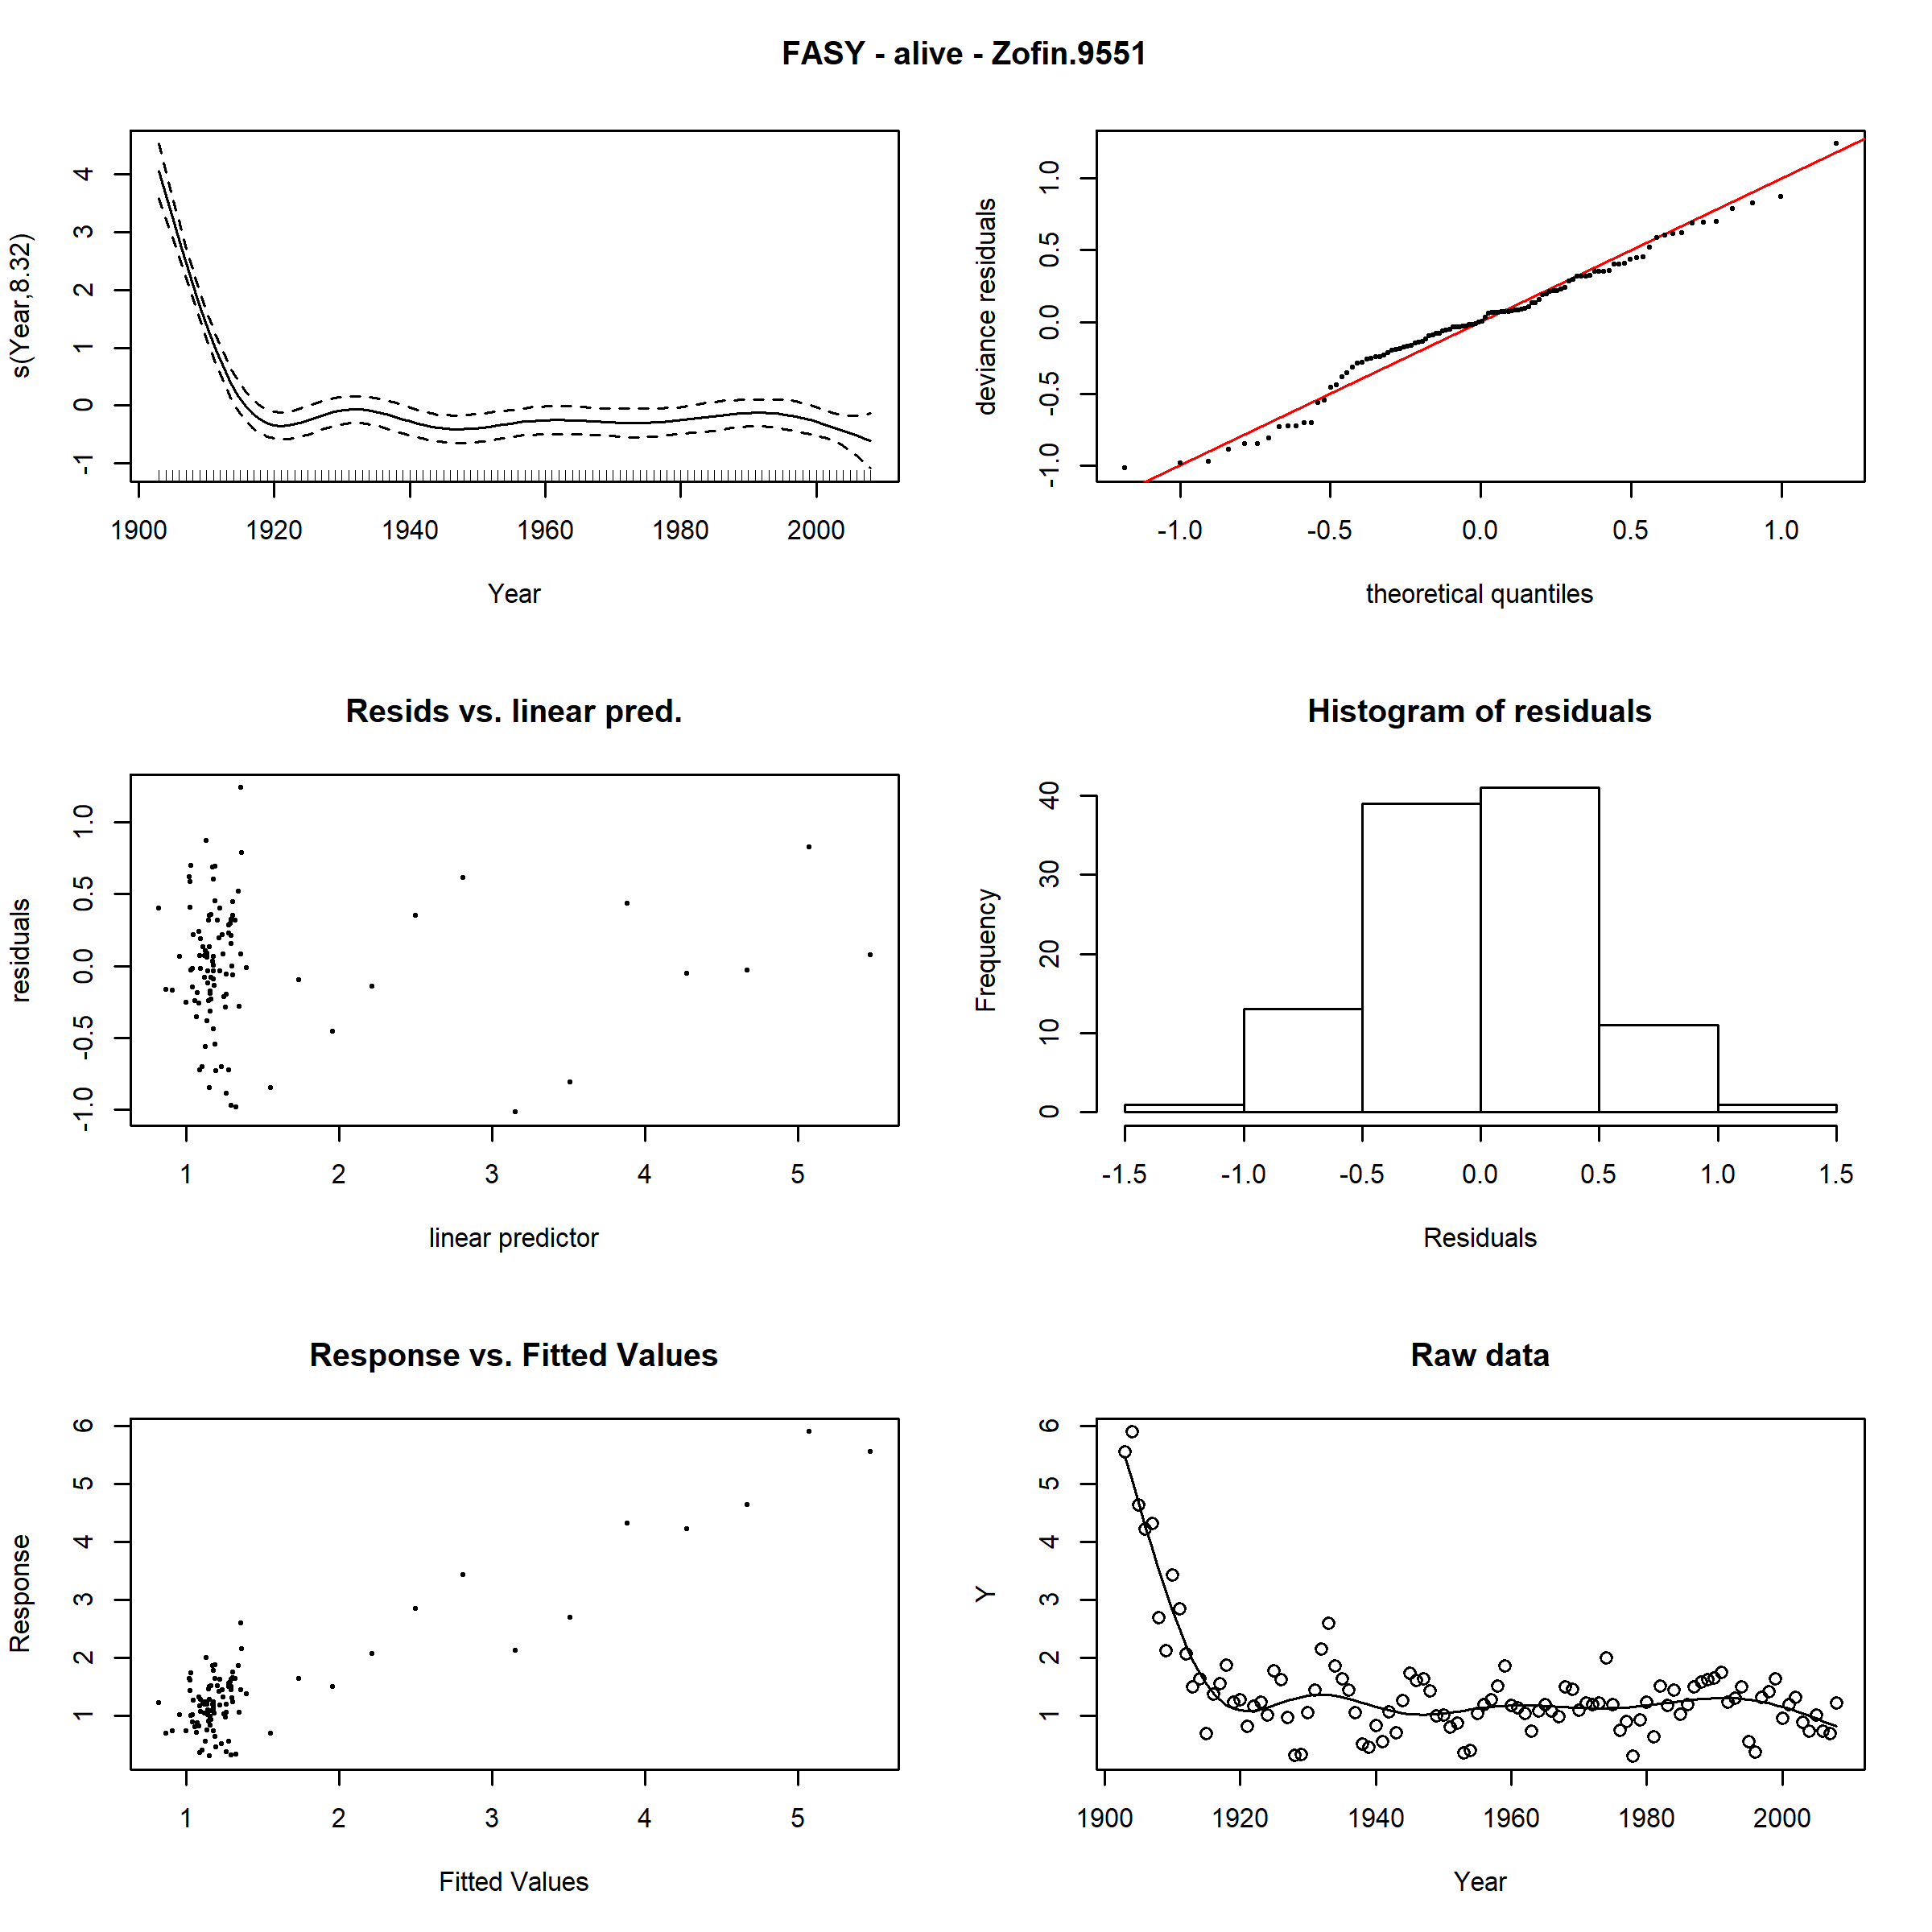 FASY - alive - Zofin.9551
s(Year,8.32)
-1 0 1 2 3 4
1900 1920 1940 1960 1980 2000
Year
deviance residuals
-1.0 -0.5 0.0 0.5 1.0
-1.0 -0.5 0.0 0.5 1.0
theoretical quantiles
Resids vs. linear pred.
residuals
-1.0 -0.5 0.0 0.5 1.0
1 2 3 4 5
linear predictor
Histogram of residuals
Frequency
0 10 20 30 40
-1.5 -1.0 -0.5 0.0 0.5 1.0 1.5
Residuals
Response vs. Fitted Values
Response
1 2 3 4 5 6
1 2 3 4 5
Fitted Values
Raw data
Y
1 2 3 4 5 6
1900 1920 1940 1960 1980 2000
Year